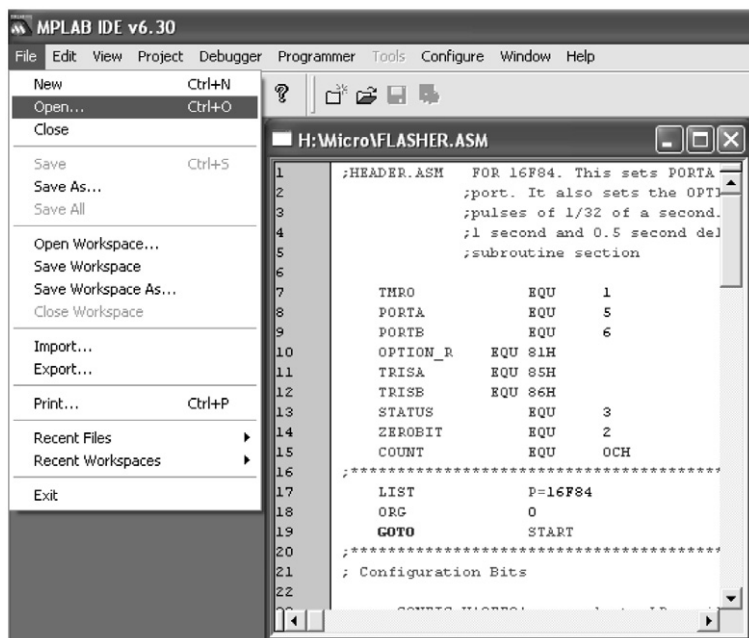 MPLAB IDE v6.30
File Edit View Project Debugger Programmer Tools Configure Window Help
New Ctrl+N
Open... Ctrl+O
Close
Save Ctrl+S
Save As...
Save All
Open Workspace...
Save Workspace
Save Workspace As...
Close Workspace
Import...
Export...
Print... Ctrl+P
Recent Files
Recent Workspaces
Exit
H:\Micro\FLASHER.ASM
1 ;HEADER.ASM FOR 16F84. This sets PORTA
2 ;port. It also sets the OPTI
3 ;pulses of 1/32 of a second.
4 ;1 second and 0.5 second del
5 ;subroutine section
6
7 TMRO EQU 1
8 PORTA EQU 5
9 PORTB EQU 6
10 OPTION_R EQU 81H
11 TRISA EQU 85H
12 TRISB EQU 86H
13 STATUS EQU 3
14 ZEROBIT EQU 2
15 COUNT EQU 0CH
16 ;*****************************************
17 LIST P=16F84
18 ORG 0
19 GOTO START
20 ;*****************************************
21 ; Configuration Bits
22